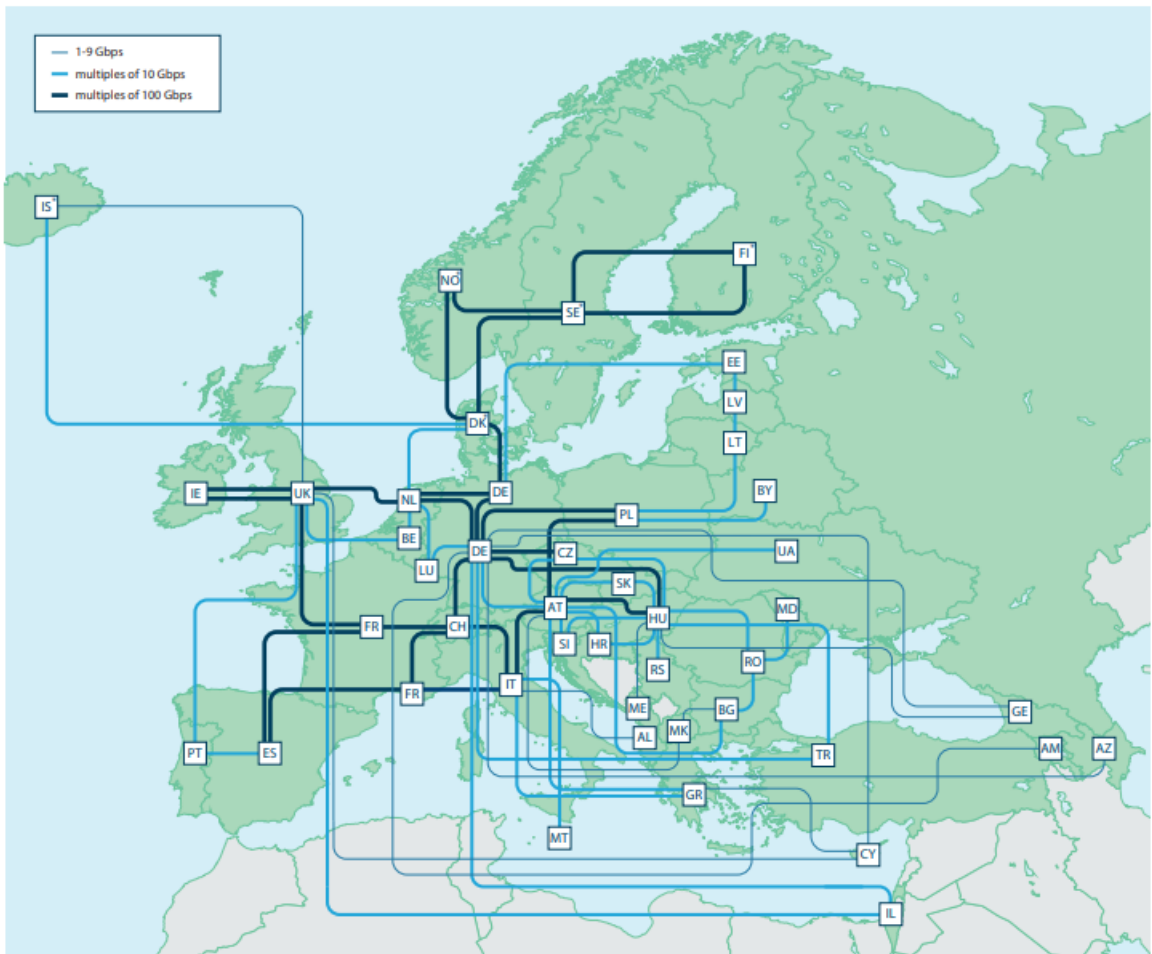 1-9 Gbps
multiples of 10 Gbps
multiples of 100 Gbps
IS*
FI*
NO*
SE*
EE
LV
DK*
LT
BY
IE
UK
NL
DE
PL
BE
DE
CZ
UA
LU
SK
AT
MD
HU
FR
CH
SI
HR
RO
RS
IT
FR
ME
BG
GE
MK
AL
PT
ES
TR
AM
AZ
GR
MT
CY
IL